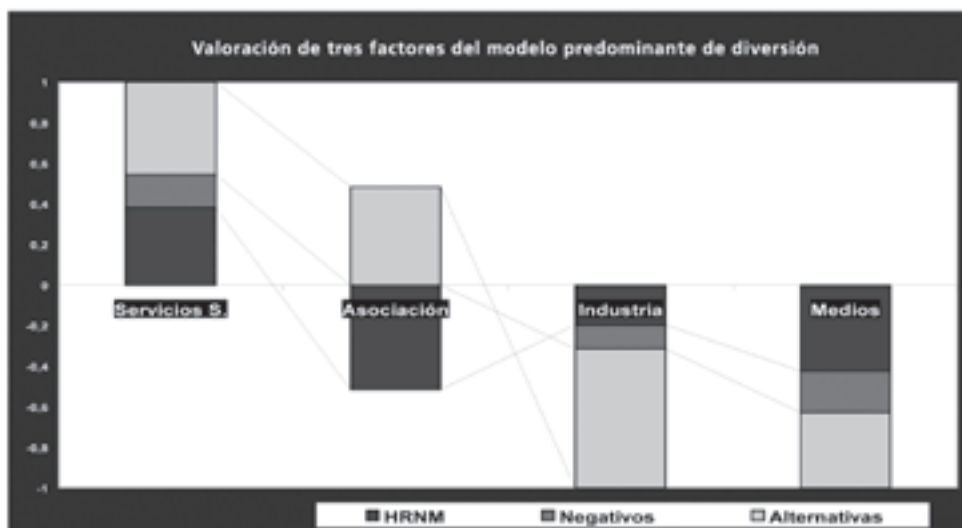 Valoración de tres factores del modelo predominante de diversión
1
0,8
0,6
0,4
0,2
0
-0,2
-0,4
-0,6
-0,8
-1
Servicios S.
Asociación
Industria
Medios
HRNM
Negativos
Alternativas